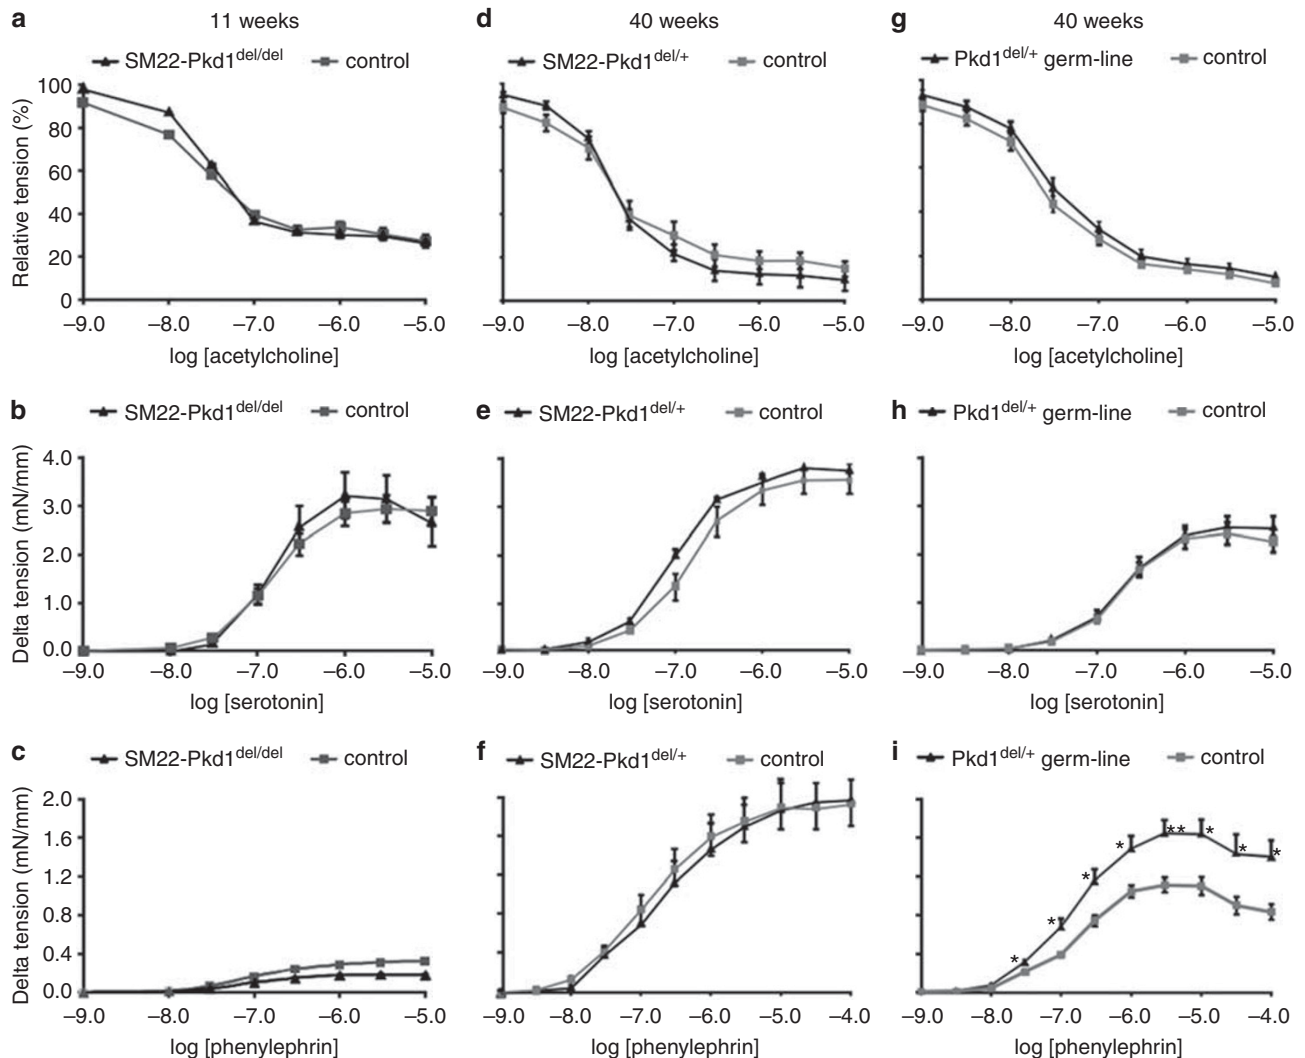 a 11 weeks d 40 weeks g 40 weeks
SM22-Pkd1del/del control SM22-Pkd1del/+ control Pkd1del/+ germ-line control
Relative tension (%)
100
80
60
40
20
0
–9.0 –8.0 –7.0 –6.0 –5.0 –9.0 –8.0 –7.0 –6.0 –5.0 –9.0 –8.0 –7.0 –6.0 –5.0
log [acetylcholine] log [acetylcholine] log [acetylcholine]
b SM22-Pkd1del/del control e SM22-Pkd1del/+ control h Pkd1del/+ germ-line control
Delta tension (mN/mm)
4.0
3.0
2.0
1.0
0.0
–9.0 –8.0 –7.0 –6.0 –5.0 –9.0 –8.0 –7.0 –6.0 –5.0 –9.0 –8.0 –7.0 –6.0 –5.0
log [serotonin] log [serotonin] log [serotonin]
c SM22-Pkd1del/del control f SM22-Pkd1del/+ control i Pkd1del/+ germ-line control
Delta tension (mN/mm)
2.0
1.6
1.2
0.8
0.4
0.0
* * * * ** * * *
–9.0 –8.0 –7.0 –6.0 –5.0 –9.0 –8.0 –7.0 –6.0 –5.0 –4.0 –9.0 –8.0 –7.0 –6.0 –5.0 –4.0
log [phenylephrin] log [phenylephrin] log [phenylephrin]